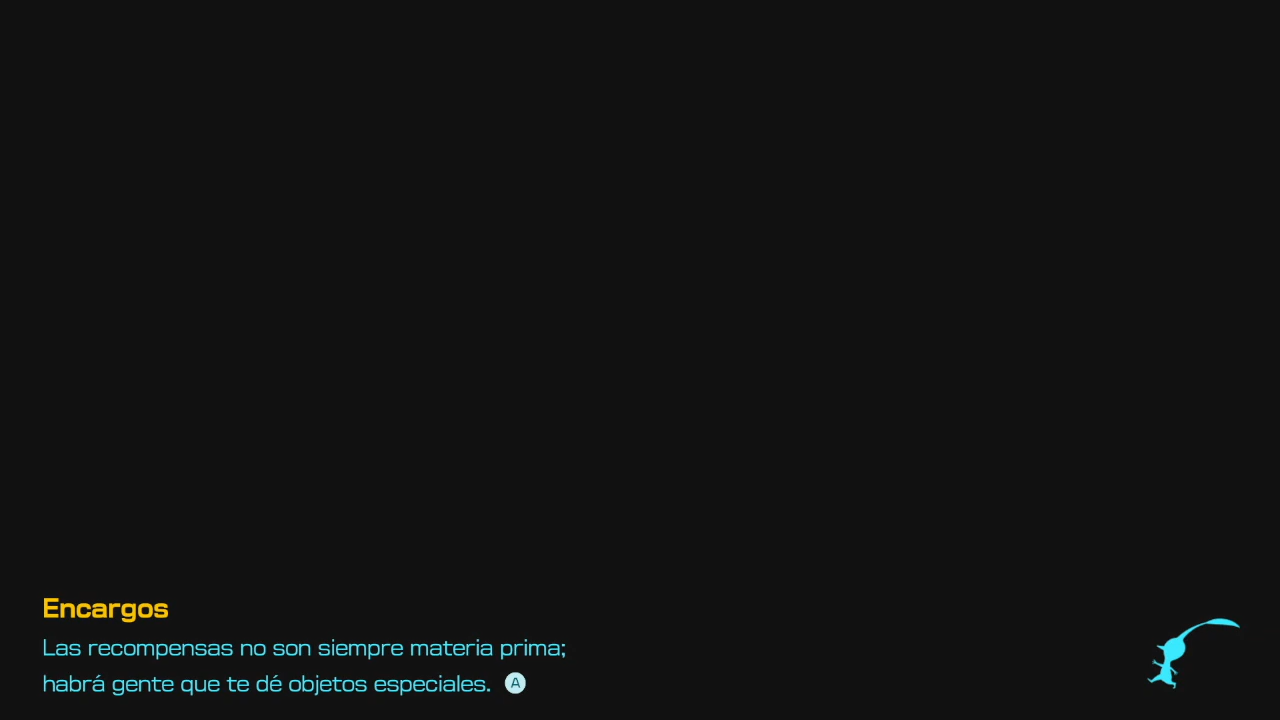 Encargos
Las recompensas no son siempre materia prima;
habrá gente que te dé objetos especiales. A